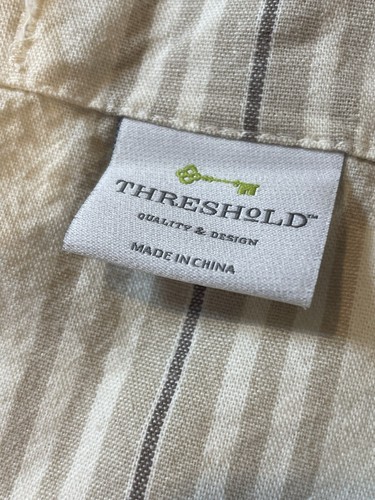 THRESHOLD™
QUALITY & DESIGN
MADE IN CHINA